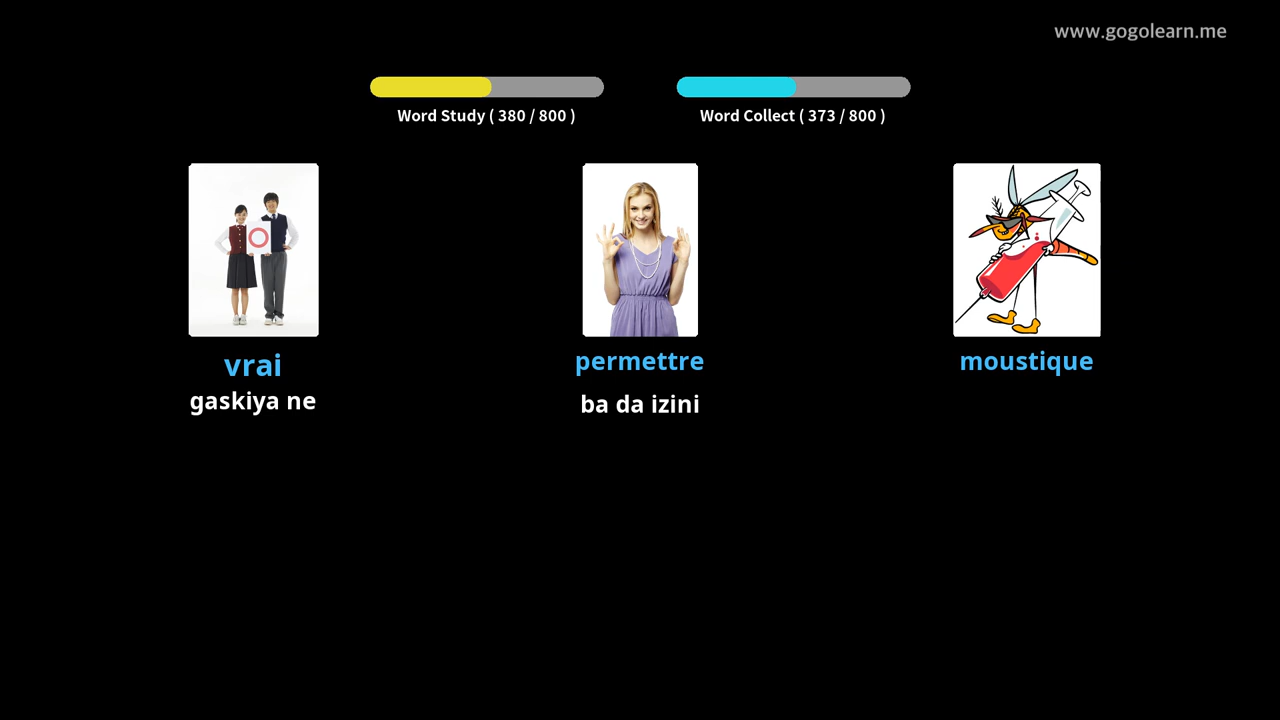 www.gogolearn.me
Word Study ( 380 / 800 )
Word Collect ( 373 / 800 )
vrai
permettre
moustique
gaskiya ne
ba da izini